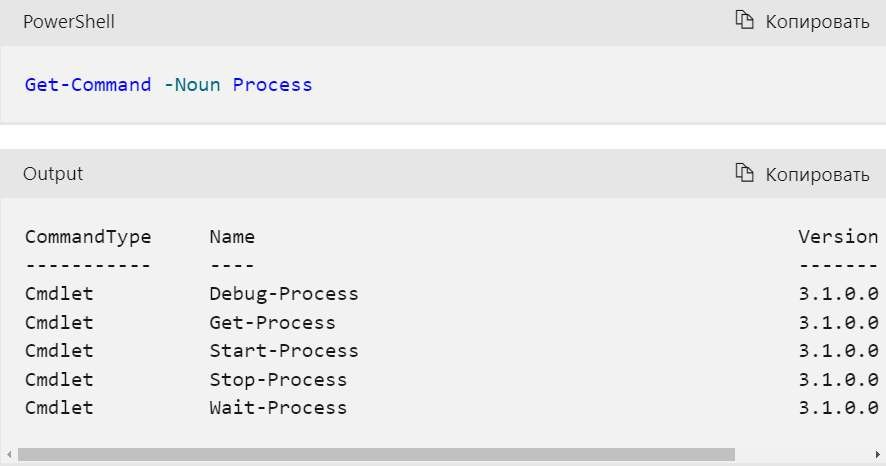 PowerShell Копировать
Get-Command -Noun Process
Output Копировать
CommandType Name Version
----------- ---- -------
Cmdlet Debug-Process 3.1.0.0
Cmdlet Get-Process 3.1.0.0
Cmdlet Start-Process 3.1.0.0
Cmdlet Stop-Process 3.1.0.0
Cmdlet Wait-Process 3.1.0.0